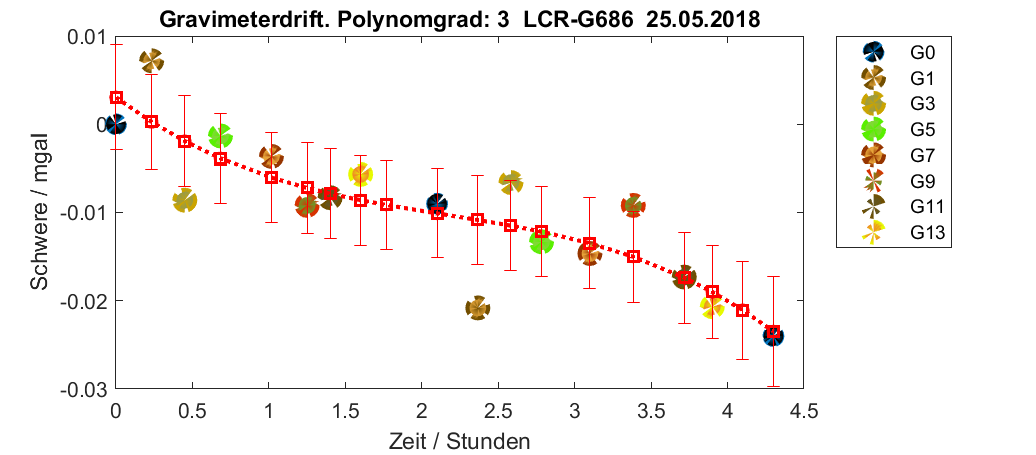 Gravimeterdrift. Polynomgrad: 3 LCR-G686 25.05.2018
0.01
0
-0.01
-0.02
-0.03
Schwere / mgal
0 0.5 1 1.5 2 2.5 3 3.5 4 4.5
Zeit / Stunden
G0
G1
G3
G5
G7
G9
G11
G13